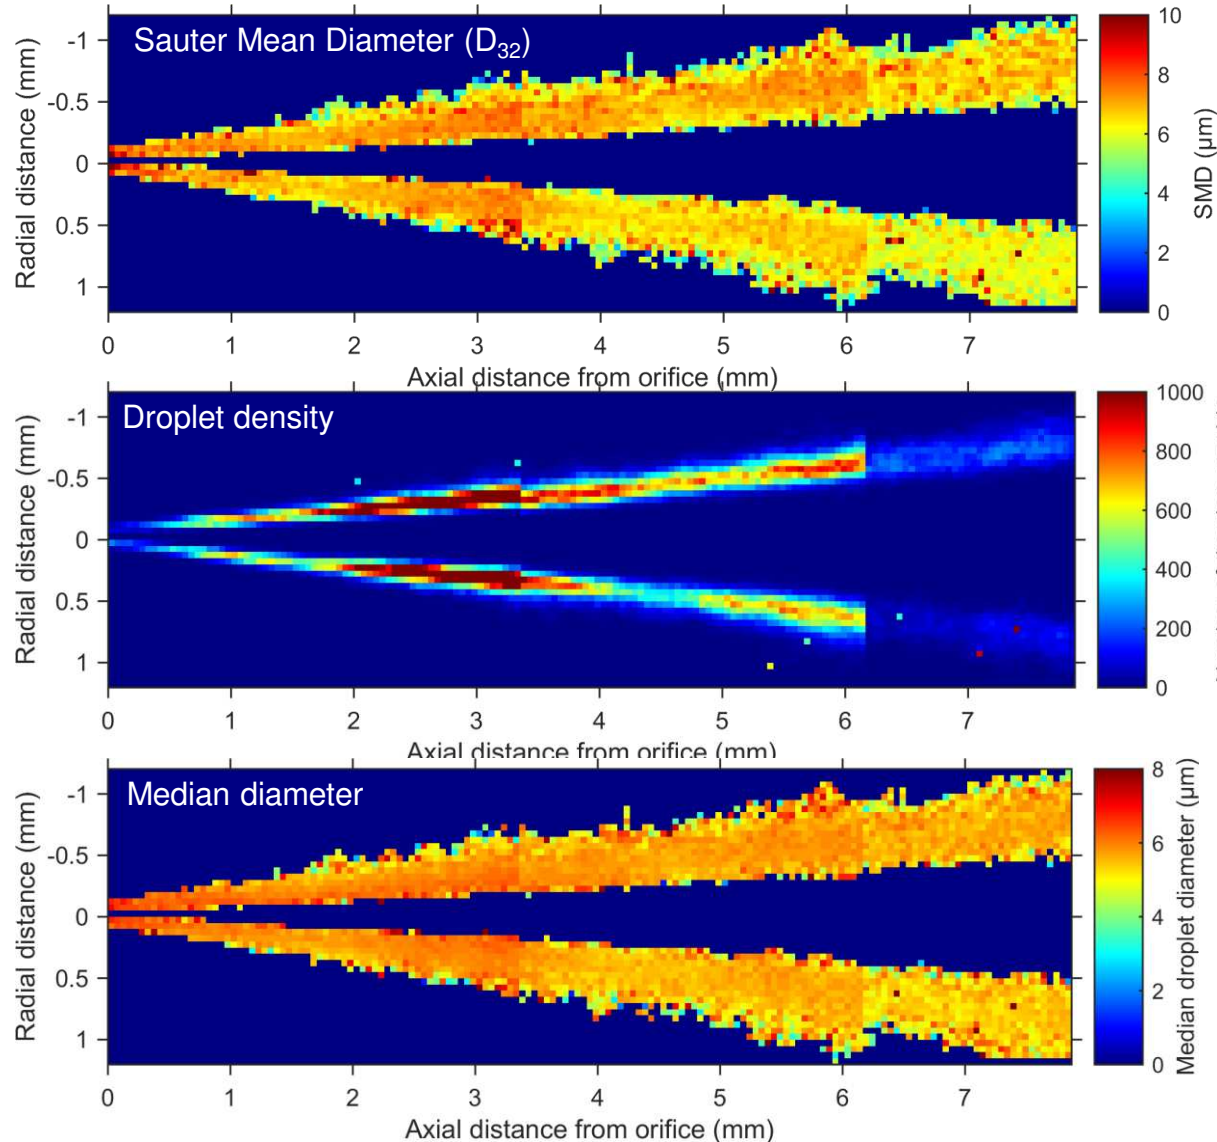 Sauter Mean Diameter (D32)
Radial distance (mm)
-1
-0.5
0
0.5
1
0 1 2 3 4 5 6 7
Axial distance from orifice (mm)
10
8
6
4
2
0
SMD (μm)
Droplet density
Radial distance (mm)
-1
-0.5
0
0.5
1
0 1 2 3 4 5 6 7
Axial distance from orifice (mm)
1000
800
600
400
200
0
Median diameter
Radial distance (mm)
-1
-0.5
0
0.5
1
0 1 2 3 4 5 6 7
Axial distance from orifice (mm)
8
6
4
2
0
Median droplet diameter (μm)